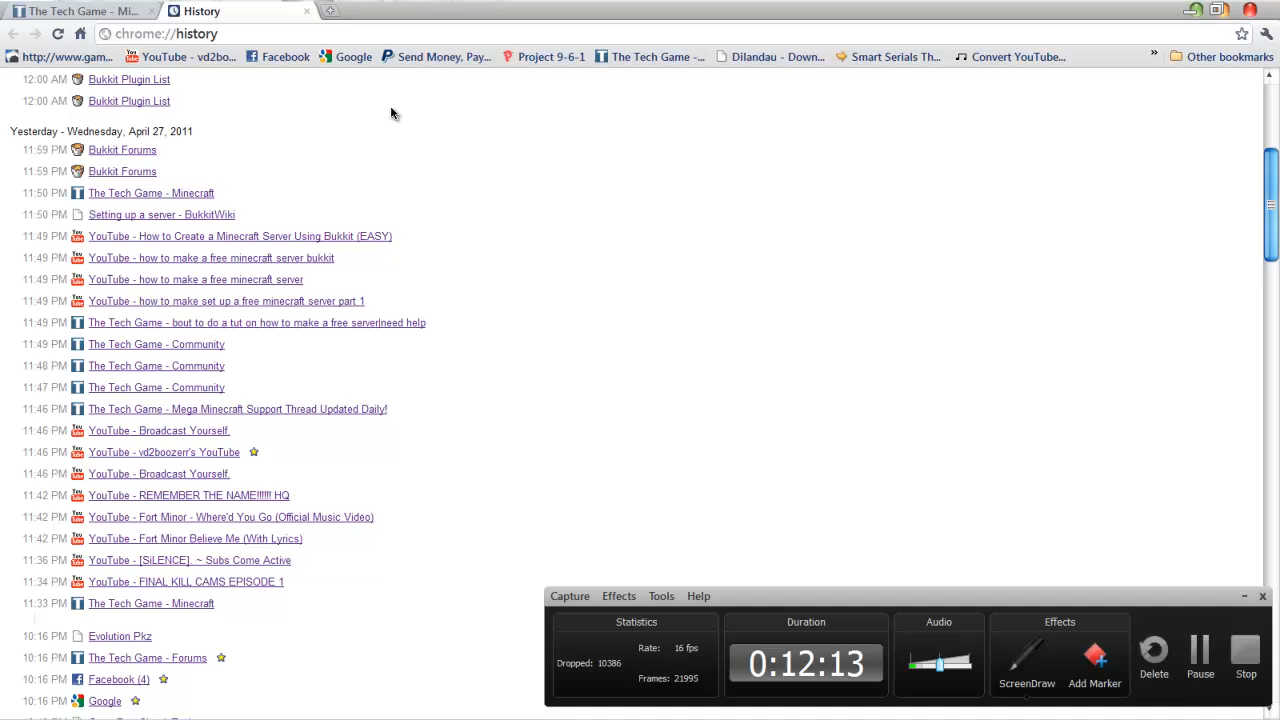 The Tech Game - Mi...
History
chrome://history
http://www.gam...
YouTube - vd2bo...
Facebook
Google
Send Money, Pay...
Project 9-6-1
The Tech Game -...
Dilandau - Down...
Smart Serials Th...
Convert YouTube...
»
Other bookmarks
12:00 AM Bukkit Plugin List
12:00 AM Bukkit Plugin List
Yesterday - Wednesday, April 27, 2011
11:59 PM Bukkit Forums
11:59 PM Bukkit Forums
11:50 PM The Tech Game - Minecraft
11:50 PM Setting up a server - BukkitWiki
11:49 PM YouTube - How to Create a Minecraft Server Using Bukkit (EASY)
11:49 PM YouTube - how to make a free minecraft server bukkit
11:49 PM YouTube - how to make a free minecraft server
11:49 PM YouTube - how to make set up a free minecraft server part 1
11:49 PM The Tech Game - bout to do a tut on how to make a free server|need help
11:49 PM The Tech Game - Community
11:48 PM The Tech Game - Community
11:47 PM The Tech Game - Community
11:46 PM The Tech Game - Mega Minecraft Support Thread Updated Daily!
11:46 PM YouTube - Broadcast Yourself.
11:46 PM YouTube - vd2boozerr's YouTube
11:46 PM YouTube - Broadcast Yourself.
11:42 PM YouTube - REMEMBER THE NAME!!!!!! HQ
11:42 PM YouTube - Fort Minor - Where'd You Go (Official Music Video)
11:42 PM YouTube - Fort Minor Believe Me (With Lyrics)
11:36 PM YouTube - [SiLENCE]. ~ Subs Come Active
11:34 PM YouTube - FINAL KILL CAMS EPISODE 1
11:33 PM The Tech Game - Minecraft
10:16 PM Evolution Pkz
10:16 PM The Tech Game - Forums
10:16 PM Facebook (4)
10:16 PM Google
Capture Effects Tools Help
Statistics
Dropped: 10386
Rate: 16 fps
Frames: 21995
Duration
0:12:13
Audio
Effects
ScreenDraw
Add Marker
Delete
Pause
Stop